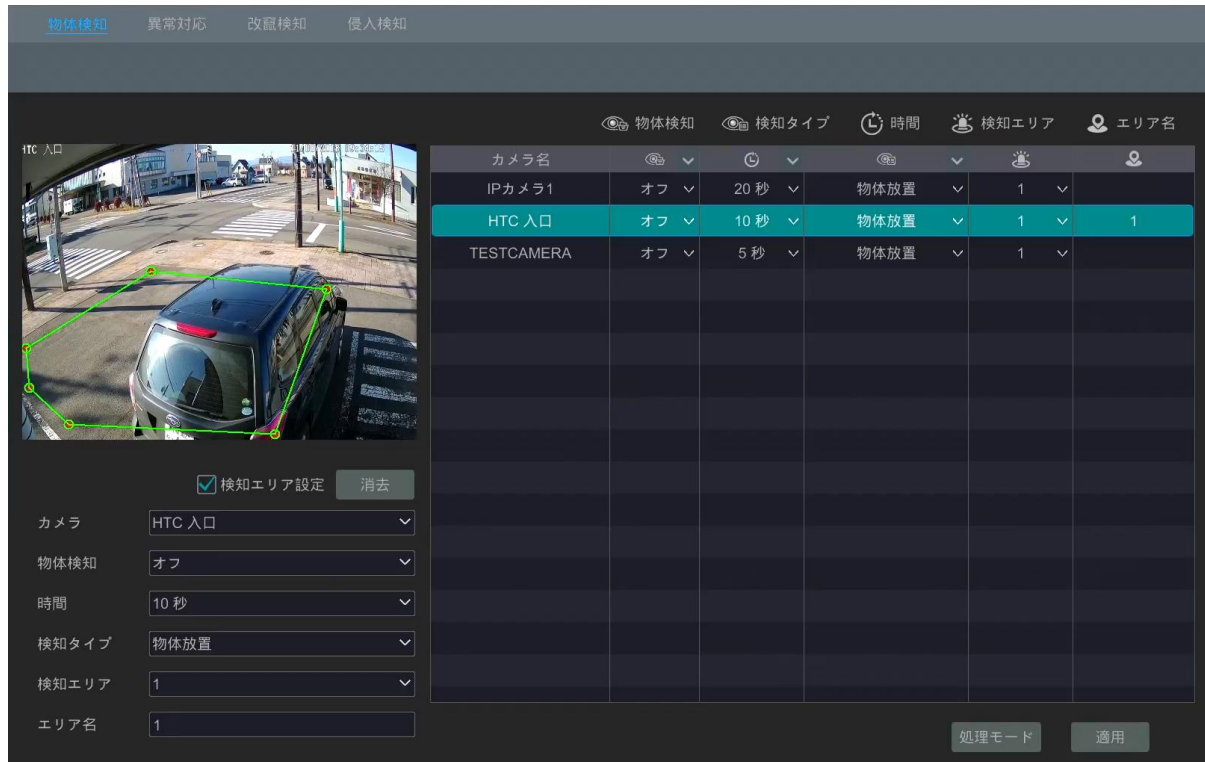 物体検知 異常対応 改竄検知 侵入検知
物体検知 検知タイプ 時間 検知エリア エリア名
HTC 入口
カメラ名
IPカメラ1 オフ 20 秒 物体放置 1
HTC 入口 オフ 10 秒 物体放置 1 1
TESTCAMERA オフ 5 秒 物体放置 1
検知エリア設定 消去
カメラ HTC 入口
物体検知 オフ
時間 10 秒
検知タイプ 物体放置
検知エリア 1
エリア名 1
処理モード 適用